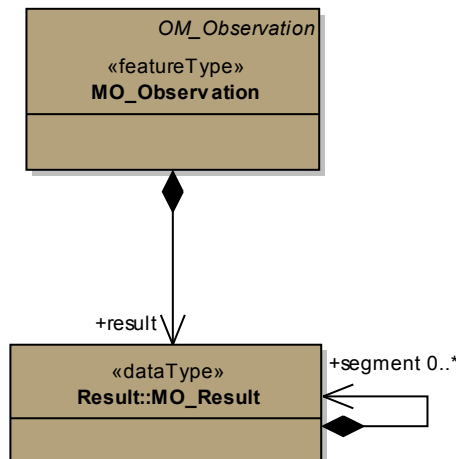 OM_Observation
«featureType»
MO_Observation
+result
«dataType»
+segment 0..*
Result::MO_Result